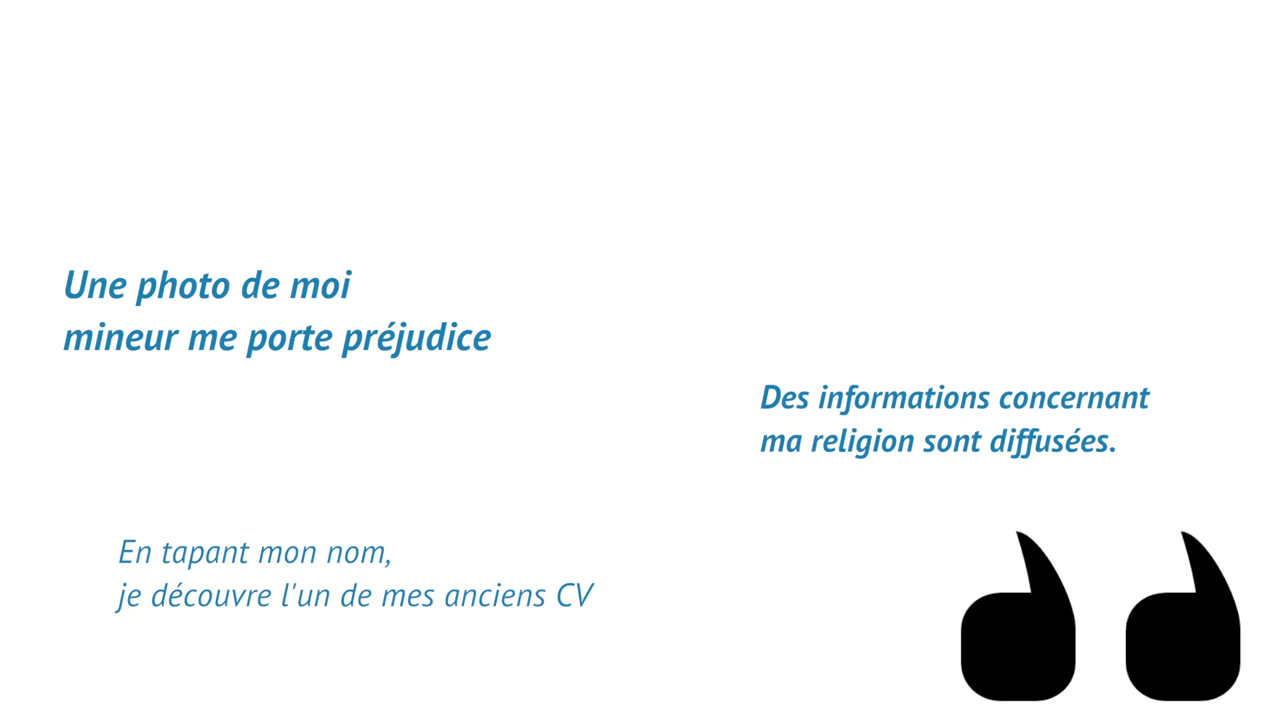 Une photo de moi
mineur me porte préjudice
Des informations concernant
ma religion sont diffusées.
En tapant mon nom,
je découvre l'un de mes anciens CV